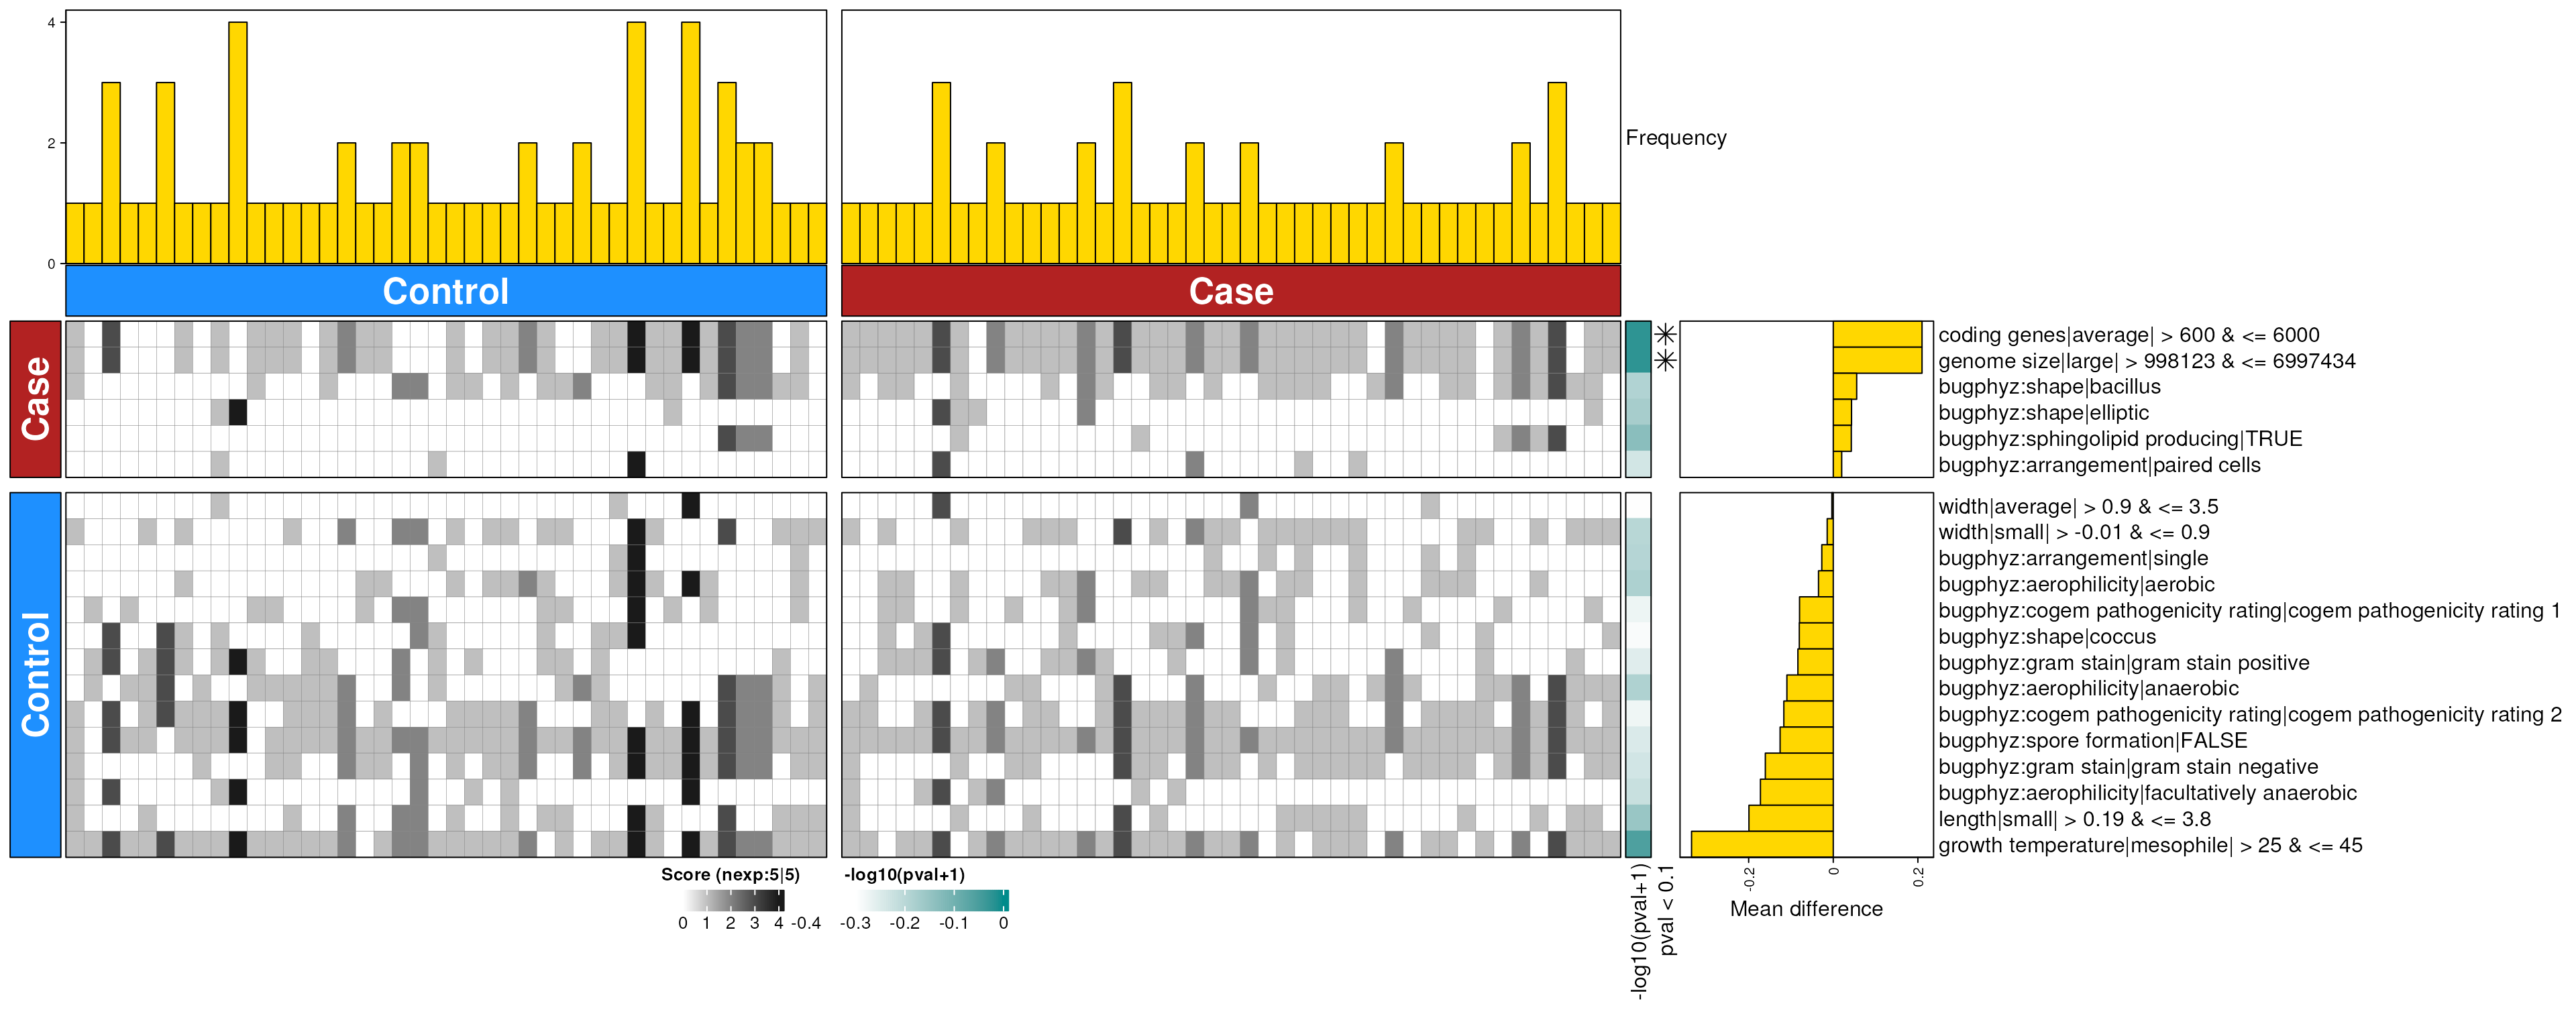 4
2
0
Frequency
Control
Case
Case
coding genes|average| > 600 & <= 6000
genome size|large| > 998123 & <= 6997434
bugphyz:shape|bacillus
bugphyz:shape|elliptic
bugphyz:sphingolipid producing|TRUE
bugphyz:arrangement|paired cells
Control
width|average| > 0.9 & <= 3.5
width|small| > -0.01 & <= 0.9
bugphyz:arrangement|single
bugphyz:aerophilicity|aerobic
bugphyz:cogem pathogenicity rating|cogem pathogenicity rating 1
bugphyz:shape|coccus
bugphyz:gram stain|gram stain positive
bugphyz:aerophilicity|anaerobic
bugphyz:cogem pathogenicity rating|cogem pathogenicity rating 2
bugphyz:spore formation|FALSE
bugphyz:gram stain|gram stain negative
bugphyz:aerophilicity|facultatively anaerobic
length|small| > 0.19 & <= 3.8
growth temperature|mesophile| > 25 & <= 45
Score (nexp:5|5)
0 1 2 3 4
-log10(pval+1)
-0.4 -0.3 -0.2 -0.1 0
-log10(pval+1)
pval < 0.1
-0.2 0 0.2
Mean difference